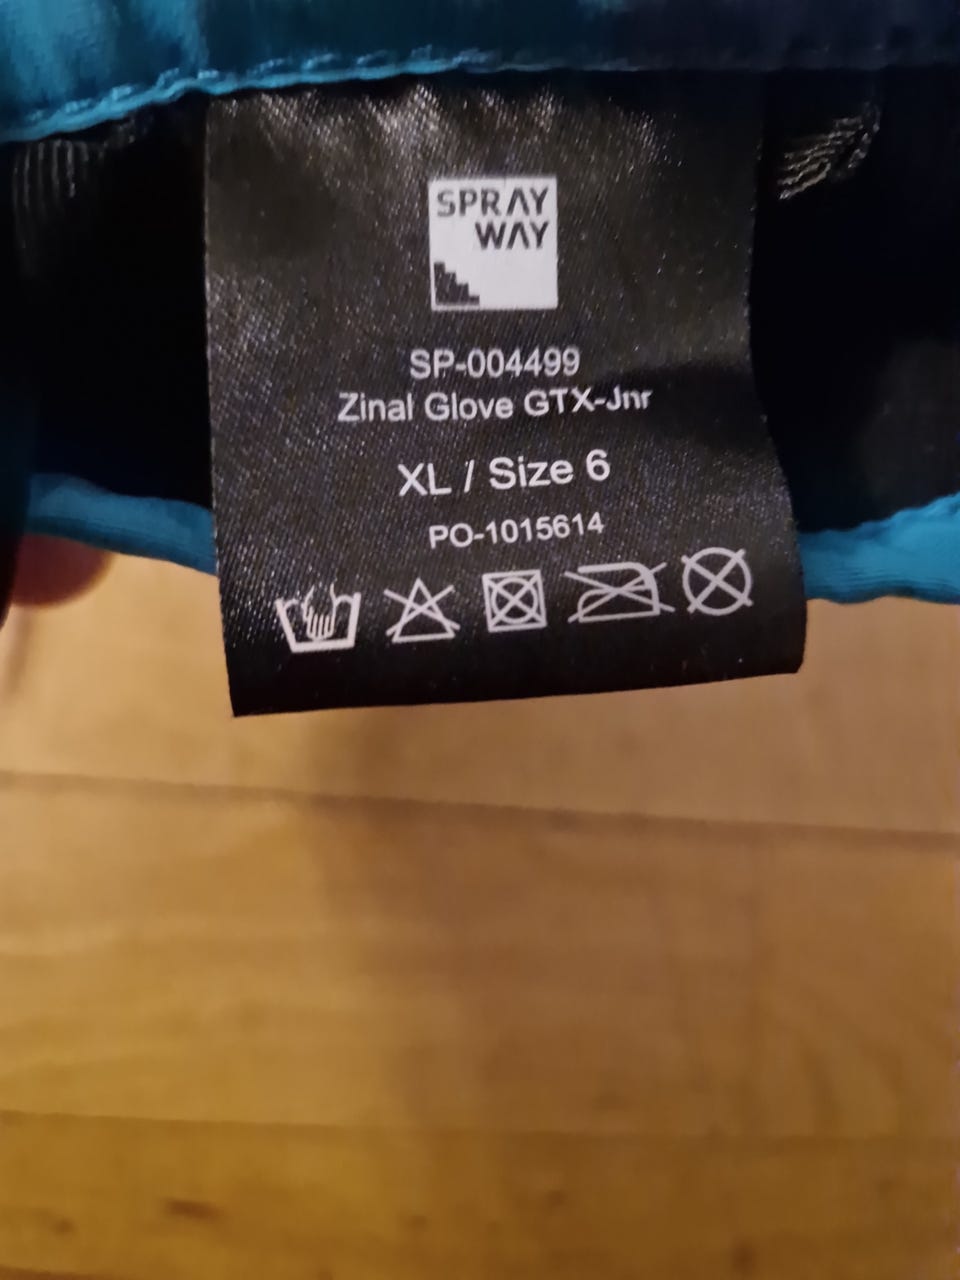 SPRAY
WAY
SP-004499
Zinal Glove GTX-Jnr
XL / Size 6
PO-1015614